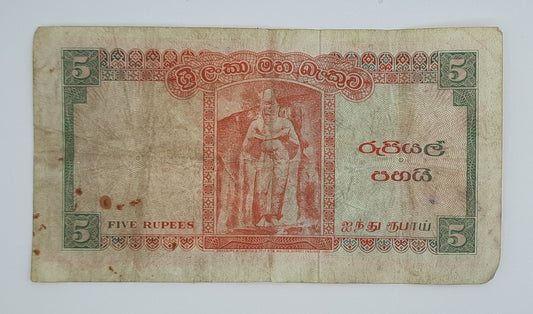 5 ශ්‍රී ලංකා මහ බැංකුව 5
රුපියල්
පහයි
FIVE RUPEES
ஐந்து ரூபாய்
5 5